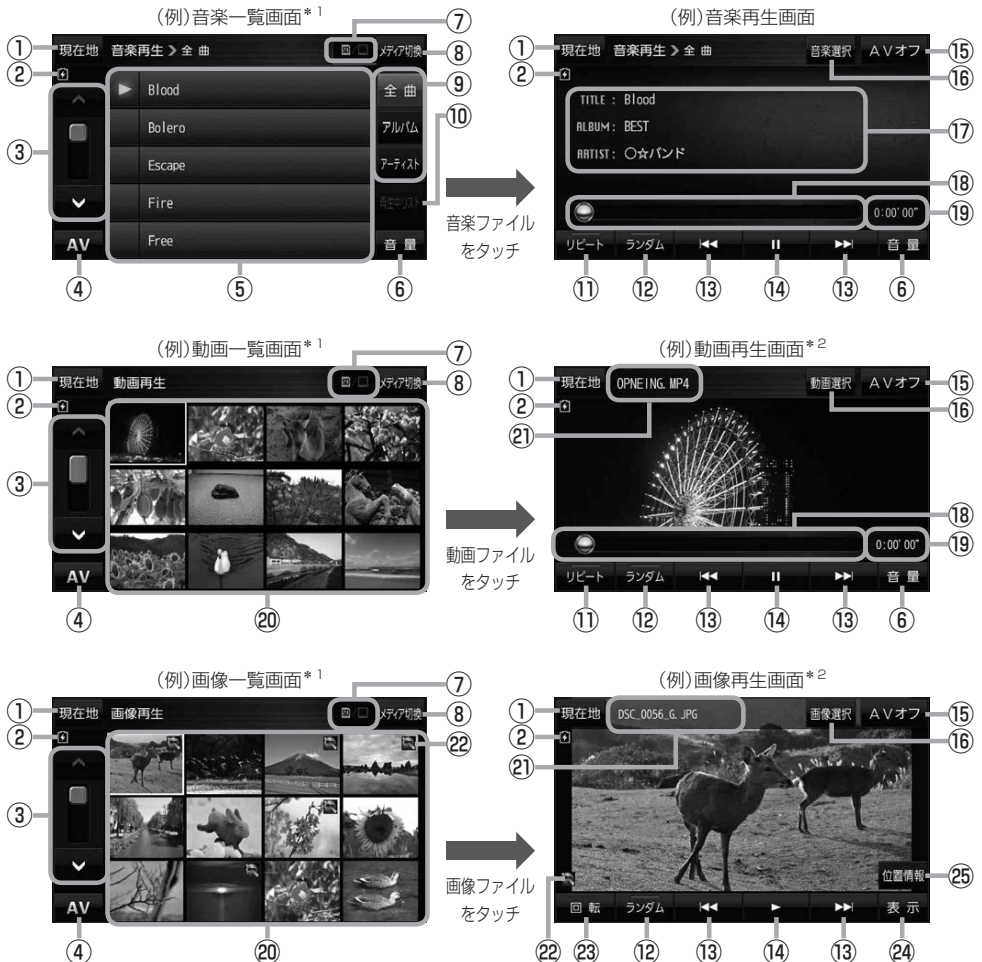 (例)音楽一覧画面*1
⑦
① 現在地 音楽再生 > 全 曲 メディア切換 ⑧
②
③
Blood
Bolero
Escape
Fire
Free
全 曲 ⑨
アルバム ⑩
アーティスト
再生中リスト
AV
音 量
④ ⑤ ⑥
音楽ファイル
をタッチ
(例)音楽再生画面
① 現在地 音楽再生 > 全 曲 音楽選択 AVオフ ⑮
② ⑯
TITLE : Blood
ALBUM: BEST
ARTIST: ○☆バンド
⑰
⑱
0:00'00" ⑲
リピート ランダム 音 量
⑪ ⑫ ⑬ ⑭ ⑬ ⑥
(例)動画一覧画面*1
⑦
① 現在地 動画再生 メディア切換 ⑧
②
③
AV
④ ⑳
動画ファイル
をタッチ
(例)動画再生画面*2
① 現在地 OPNEING.MP4 動画選択 AVオフ ⑮
② ㉑ ⑯
⑱
0:00'00" ⑲
リピート ランダム 音 量
⑪ ⑫ ⑬ ⑭ ⑬ ⑥
(例)画像一覧画面*1
⑦
① 現在地 画像再生 メディア切換 ⑧
② ㉒
③
AV
④ ⑳
画像ファイル
をタッチ
(例)画像再生画面*2
① 現在地 DSC_0056_G.JPG 画像選択 AVオフ ⑮
② ㉑ ⑯
位置情報 ㉕
回 転 ランダム 表 示
㉒ ㉓ ⑫ ⑬ ⑭ ⑬ ㉔